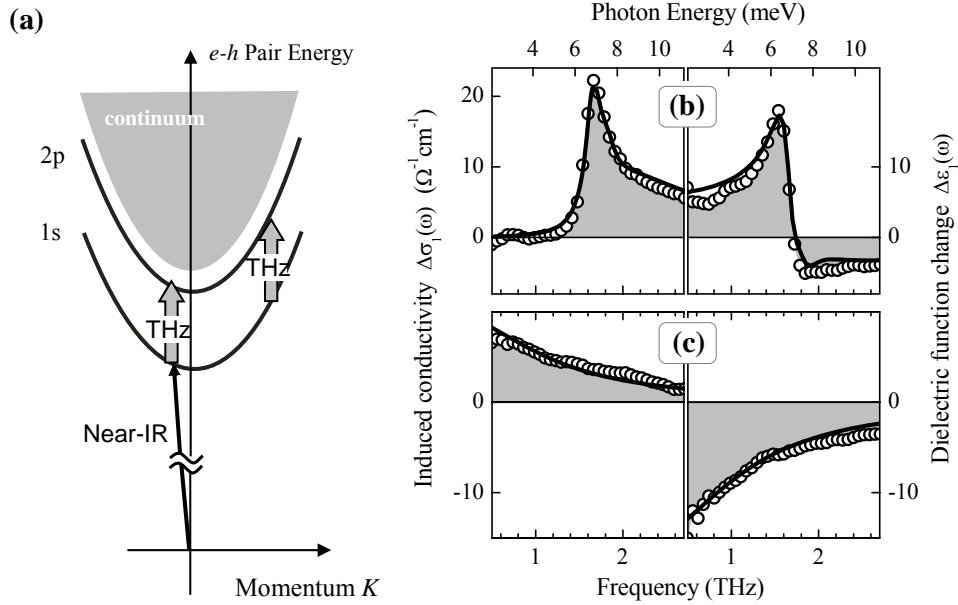 (a)
e-h Pair Energy
continuum
2p
1s
THz
THz
Near-IR
Momentum K
Photon Energy (meV)
4 6 8 10 4 6 8 10
(b)
20
10
0
10
0
Induced conductivity Δσ₁(ω) (Ω⁻¹cm⁻¹)
Dielectric function change Δε₁(ω)
(c)
0
-10
0
-10
1 2 1 2
Frequency (THz)